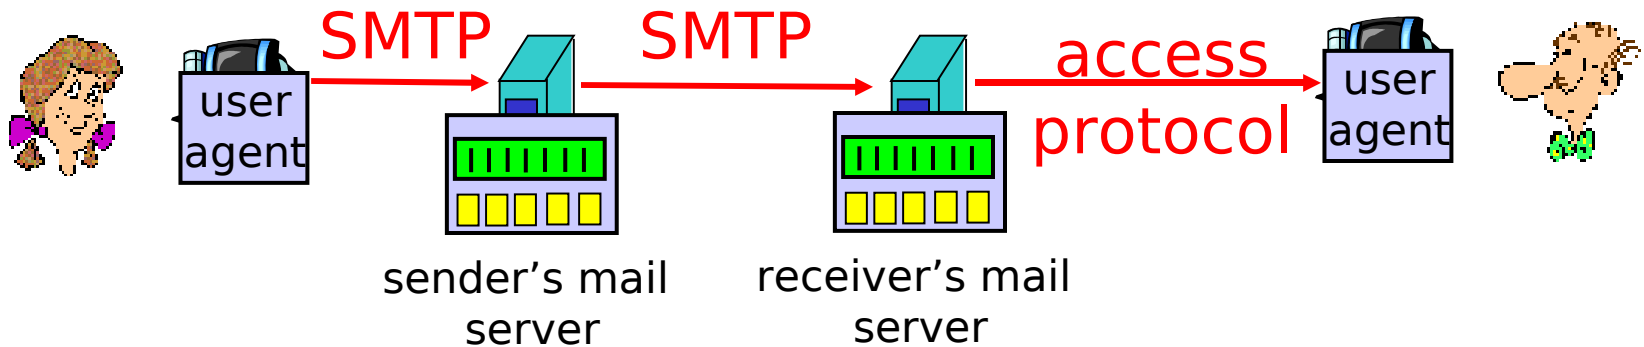 SMTP
SMTP
access
protocol
user
agent
user
agent
sender’s mail
server
receiver’s mail
server